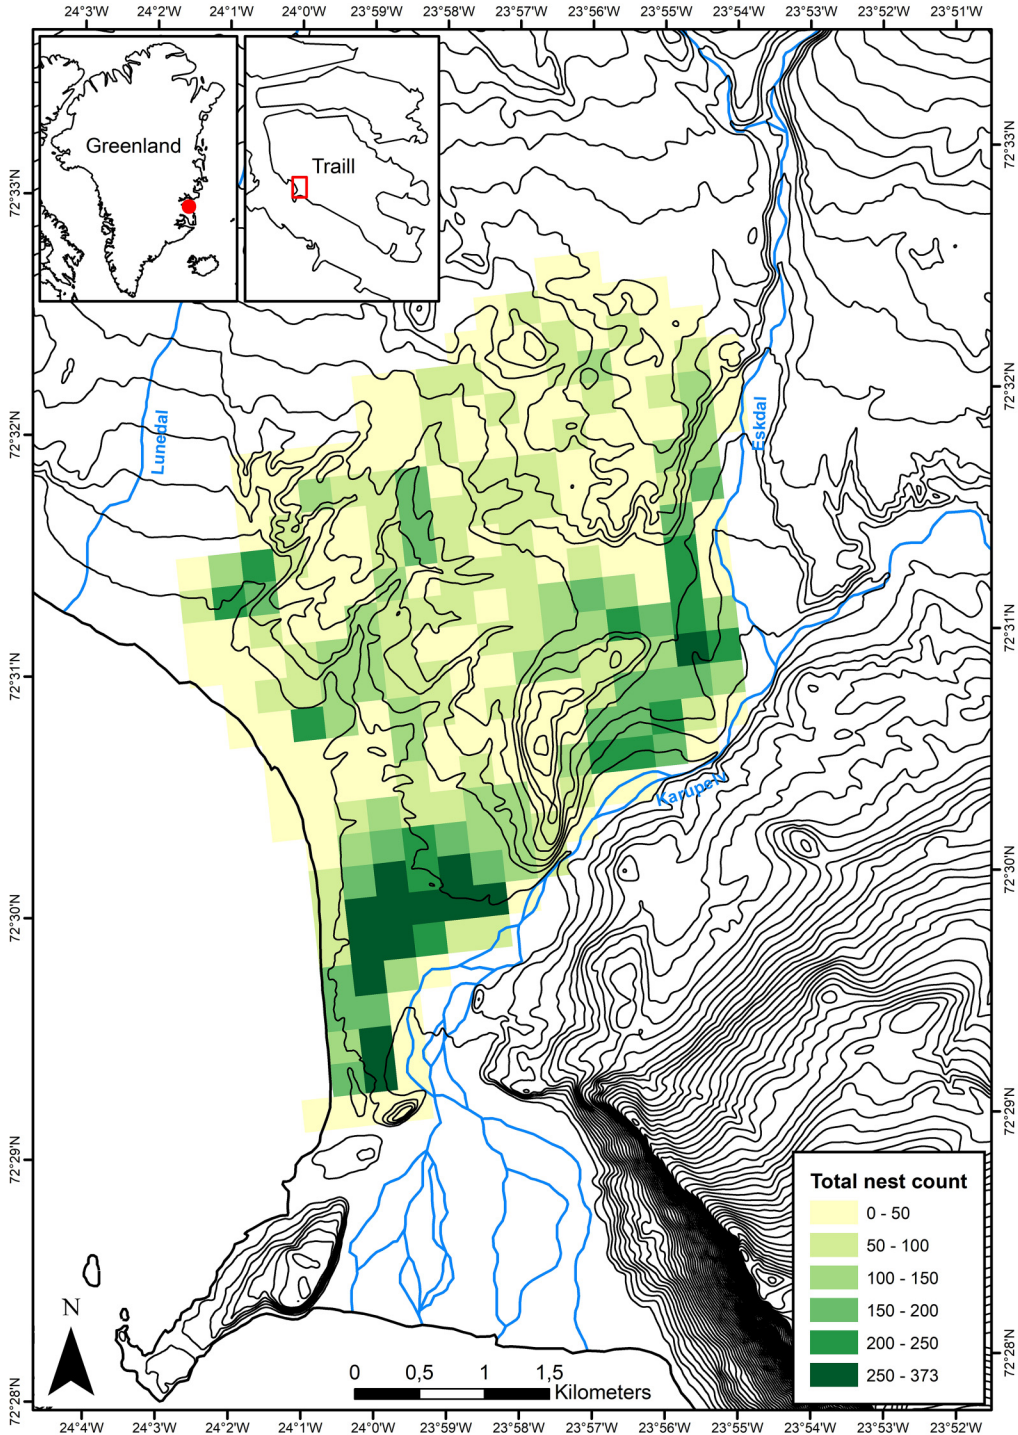 24°4'W 24°3'W 24°2'W 24°1'W 24°0'W 23°59'W 23°58'W 23°57'W 23°56'W 23°55'W 23°54'W 23°53'W 23°52'W 23°51'W
Greenland
Traill
72°33'N
72°33'N
72°32'N
72°32'N
Lunedal
Eskdal
72°31'N
72°31'N
Karupelv
72°30'N
72°30'N
72°29'N
72°29'N
72°28'N
72°28'N
Total nest count
0 - 50
50 - 100
100 - 150
150 - 200
200 - 250
250 - 373
N
0 0,5 1 1,5
Kilometers
24°4'W 24°3'W 24°2'W 24°1'W 24°0'W 23°59'W 23°58'W 23°57'W 23°56'W 23°55'W 23°54'W 23°53'W 23°52'W